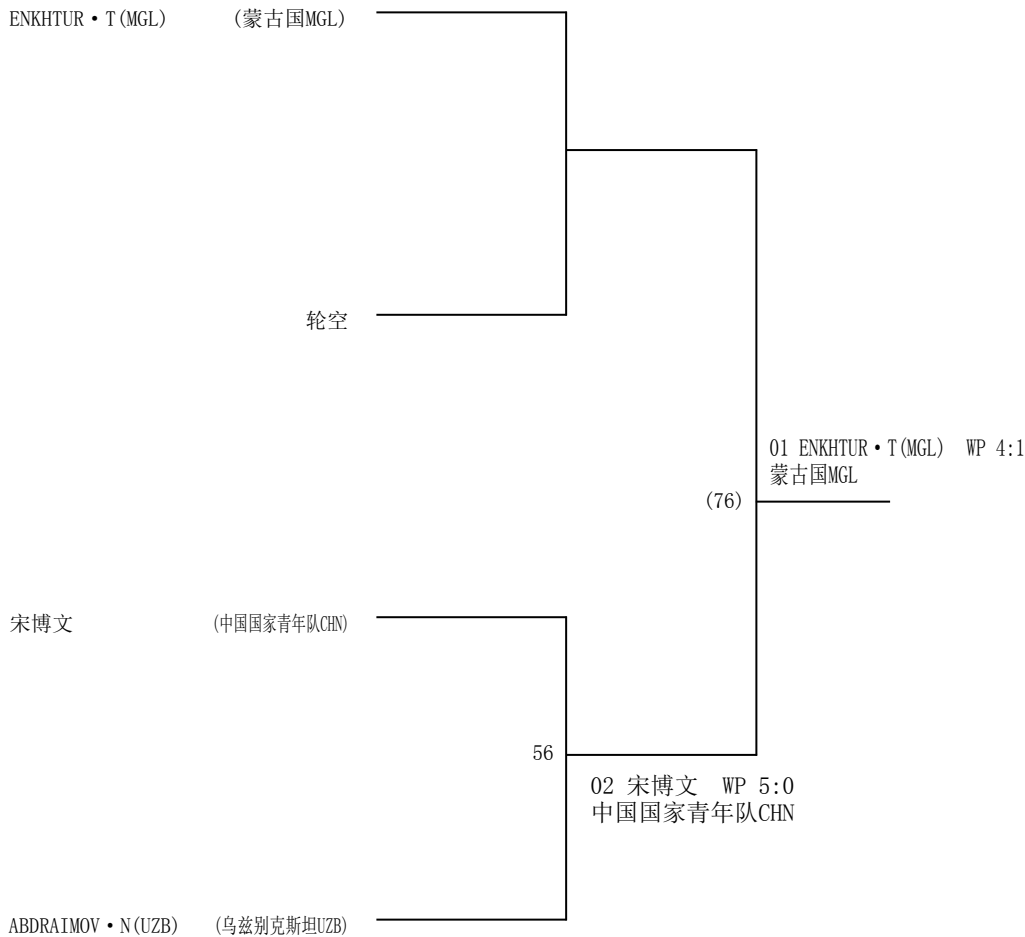 ENKHTUR·T(MGL) (蒙古国MGL)
轮空
01 ENKHTUR·T(MGL) WP 4:1
蒙古国MGL
(76)
宋博文 (中国国家青年队CHN)
56
02 宋博文 WP 5:0
中国国家青年队CHN
ABDRAIMOV·N(UZB) (乌兹别克斯坦UZB)